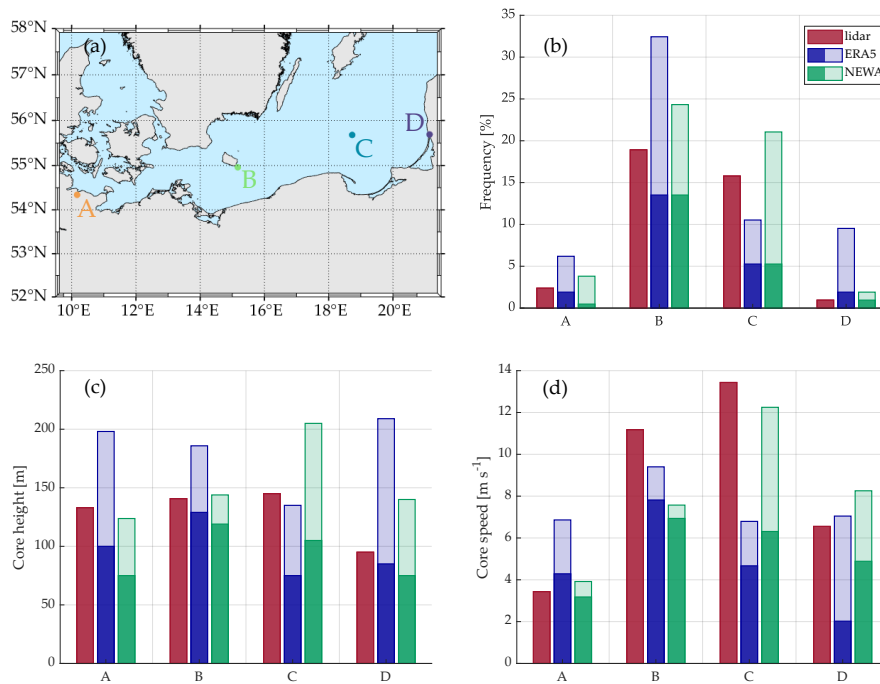 58°N
57°N
56°N
55°N
54°N
53°N
52°N
10°E 12°E 14°E 16°E 18°E 20°E
(a)
A
B
C
D
(b)
Frequency [%]
35
30
25
20
15
10
5
0
A B C D
lidar
ERA5
NEWA
(c)
Core height [m]
250
200
150
100
50
0
A B C D
(d)
Core speed [m s⁻¹]
14
12
10
8
6
4
2
0
A B C D